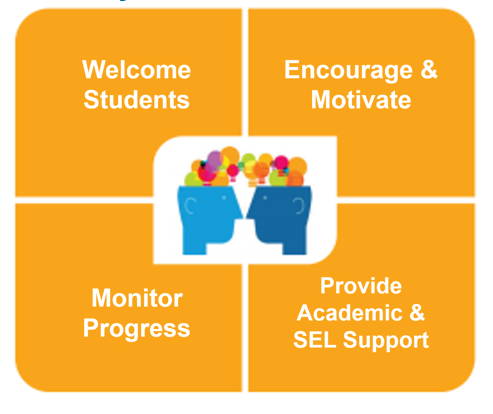 Welcome
Students
Encourage &
Motivate
Monitor
Progress
Provide
Academic &
SEL Support